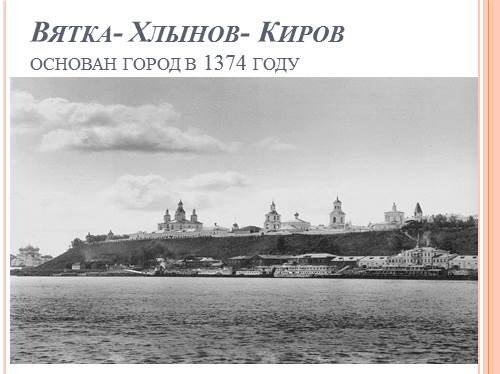 Вятка- Хлынов- Киров
основан город в 1374 году